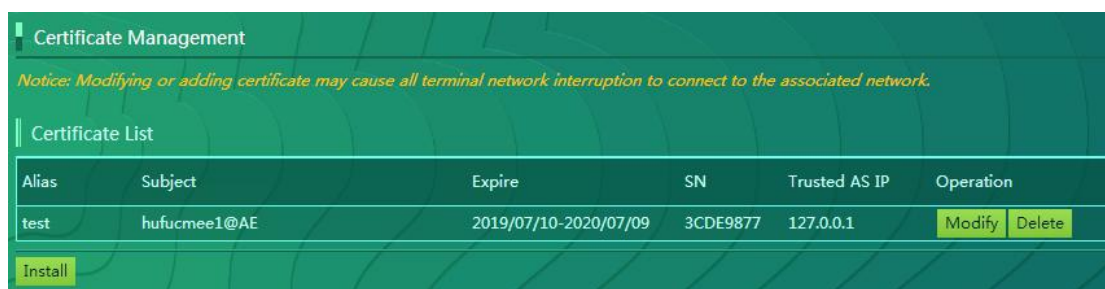 Certificate Management
Notice: Modifying or adding certificate may cause all terminal network interruption to connect to the associated network.
Certificate List
Alias Subject Expire SN Trusted AS IP Operation
test hufucmee1@AE 2019/07/10-2020/07/09 3CDE9877 127.0.0.1 Modify Delete
Install